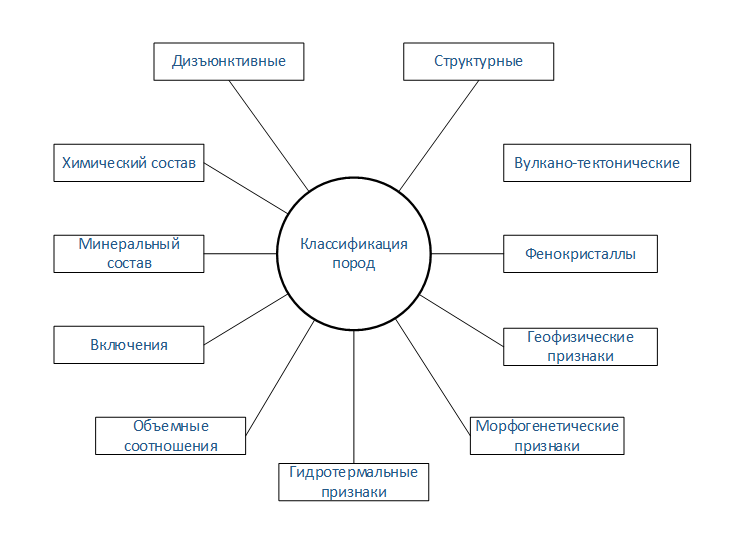 Дизъюнктивные
Структурные
Химический состав
Вулкано-тектонические
Минеральный
состав
Классификация
пород
Фенокристаллы
Включения
Геофизические
признаки
Объемные
соотношения
Морфогенетические
признаки
Гидротермальные
признаки